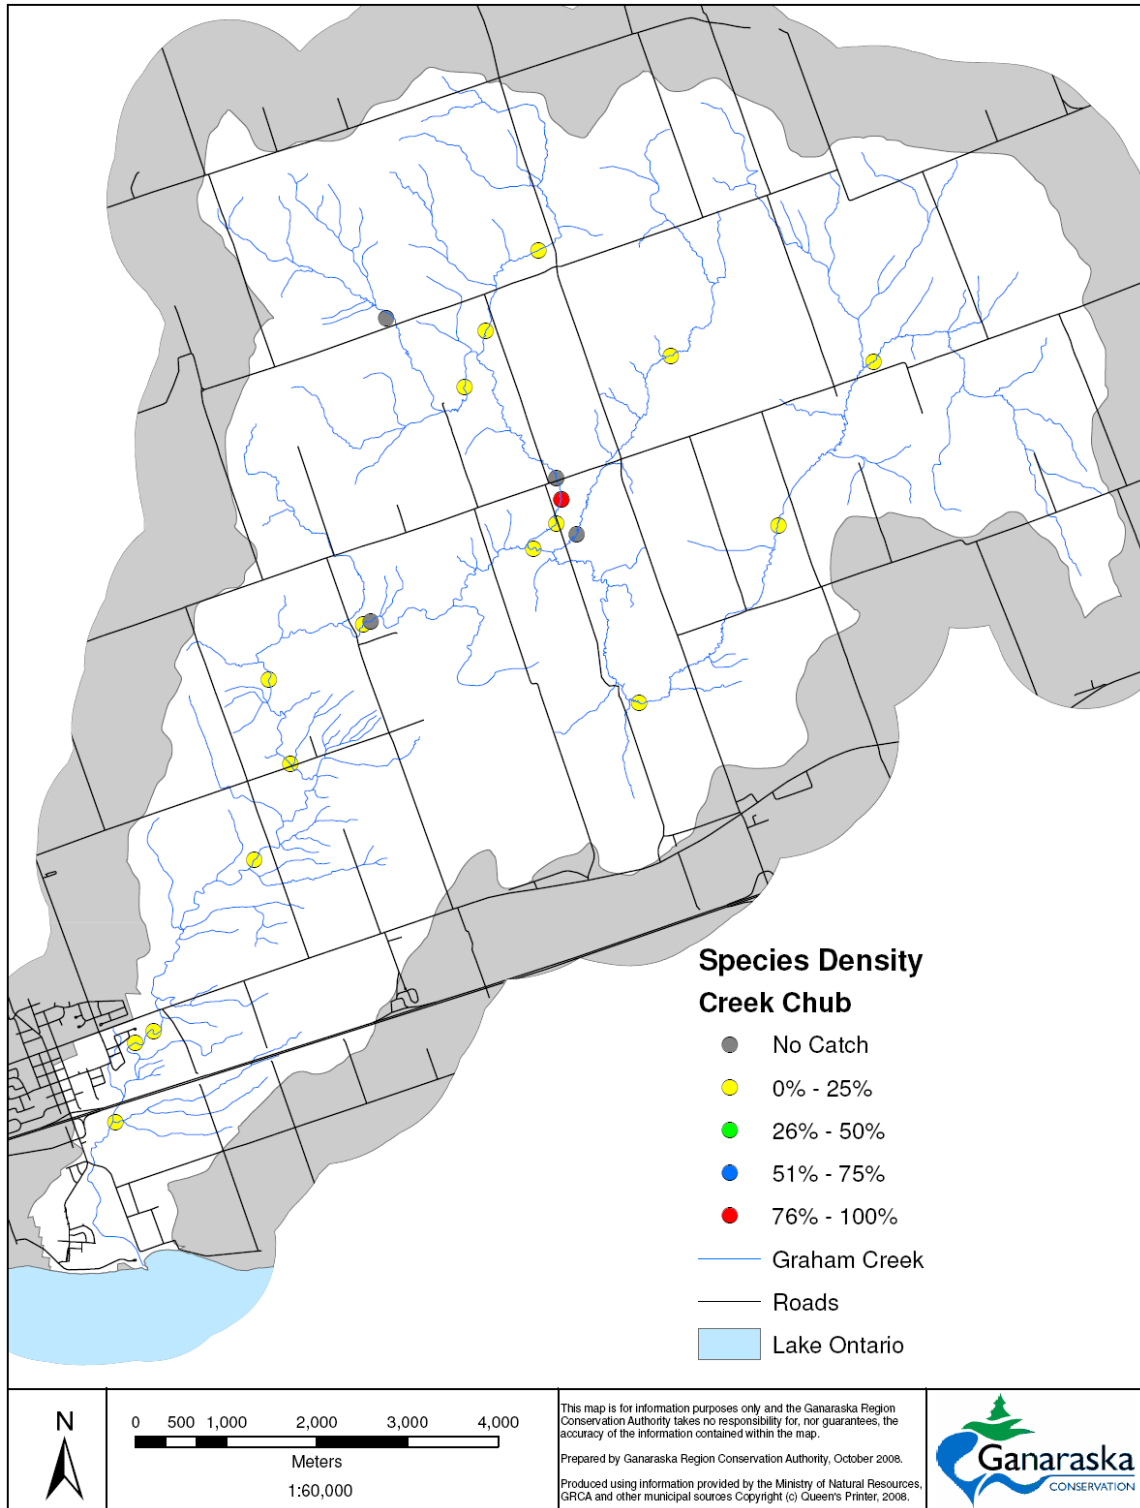 Species Density
Creek Chub
No Catch
0% - 25%
26% - 50%
51% - 75%
76% - 100%
Graham Creek
Roads
Lake Ontario
N
0 500 1,000 2,000 3,000 4,000
Meters
1:60,000
This map is for information purposes only and the Ganaraska Region
Conservation Authority takes no responsibility for, nor guarantees, the
accuracy of the information contained within the map.
Prepared by Ganaraska Region Conservation Authority, October 2008.
Produced using information provided by the Ministry of Natural Resources,
GRCA and other municipal sources Copyright (c) Queen's Printer, 2008.
Ganaraska
CONSERVATION